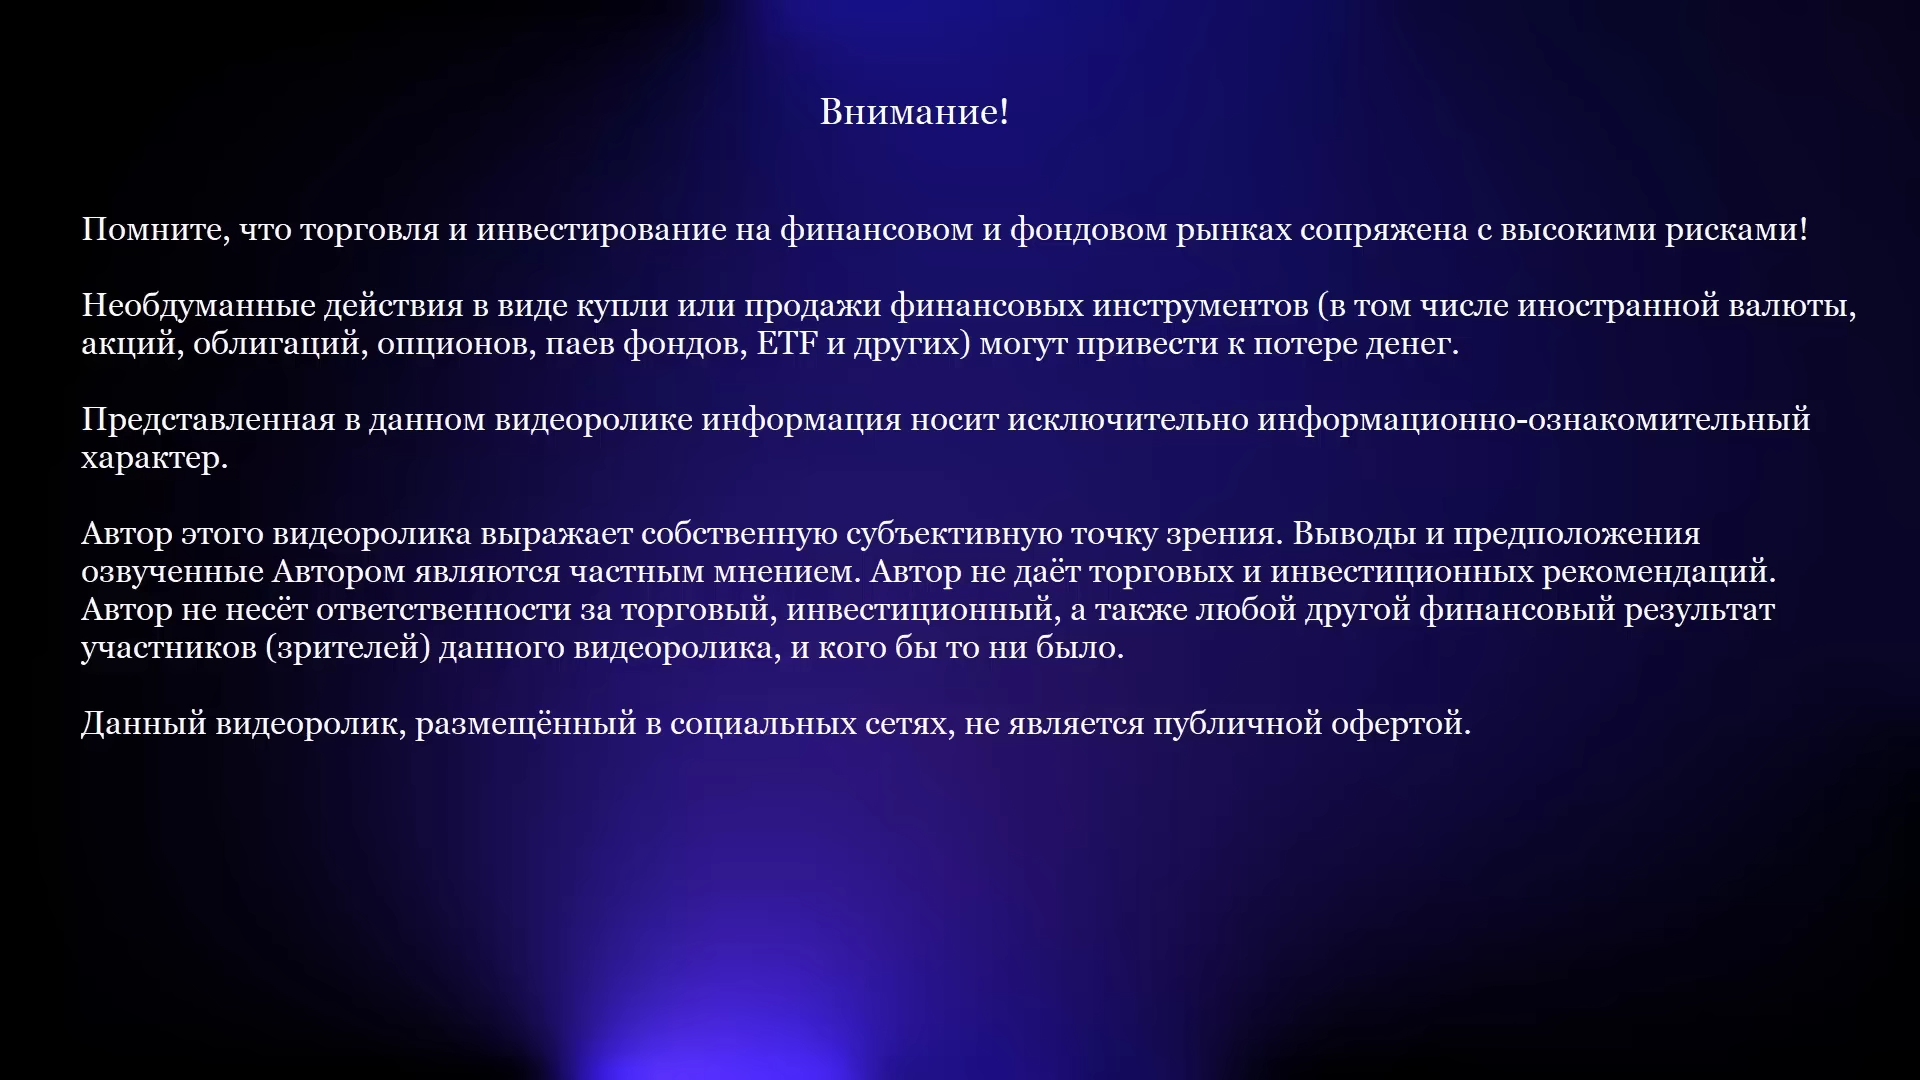 Внимание!
Помните, что торговля и инвестирование на финансовом и фондовом рынках сопряжена с высокими рисками!
Необдуманные действия в виде купли или продажи финансовых инструментов (в том числе иностранной валюты,
акций, облигаций, опционов, паев фондов, ETF и других) могут привести к потере денег.
Представленная в данном видеоролике информация носит исключительно информационно-ознакомительный
характер.
Автор этого видеоролика выражает собственную субъективную точку зрения. Выводы и предположения
озвученные Автором являются частным мнением. Автор не даёт торговых и инвестиционных рекомендаций.
Автор не несёт ответственности за торговый, инвестиционный, а также любой другой финансовый результат
участников (зрителей) данного видеоролика, и кого бы то ни было.
Данный видеоролик, размещённый в социальных сетях, не является публичной офертой.